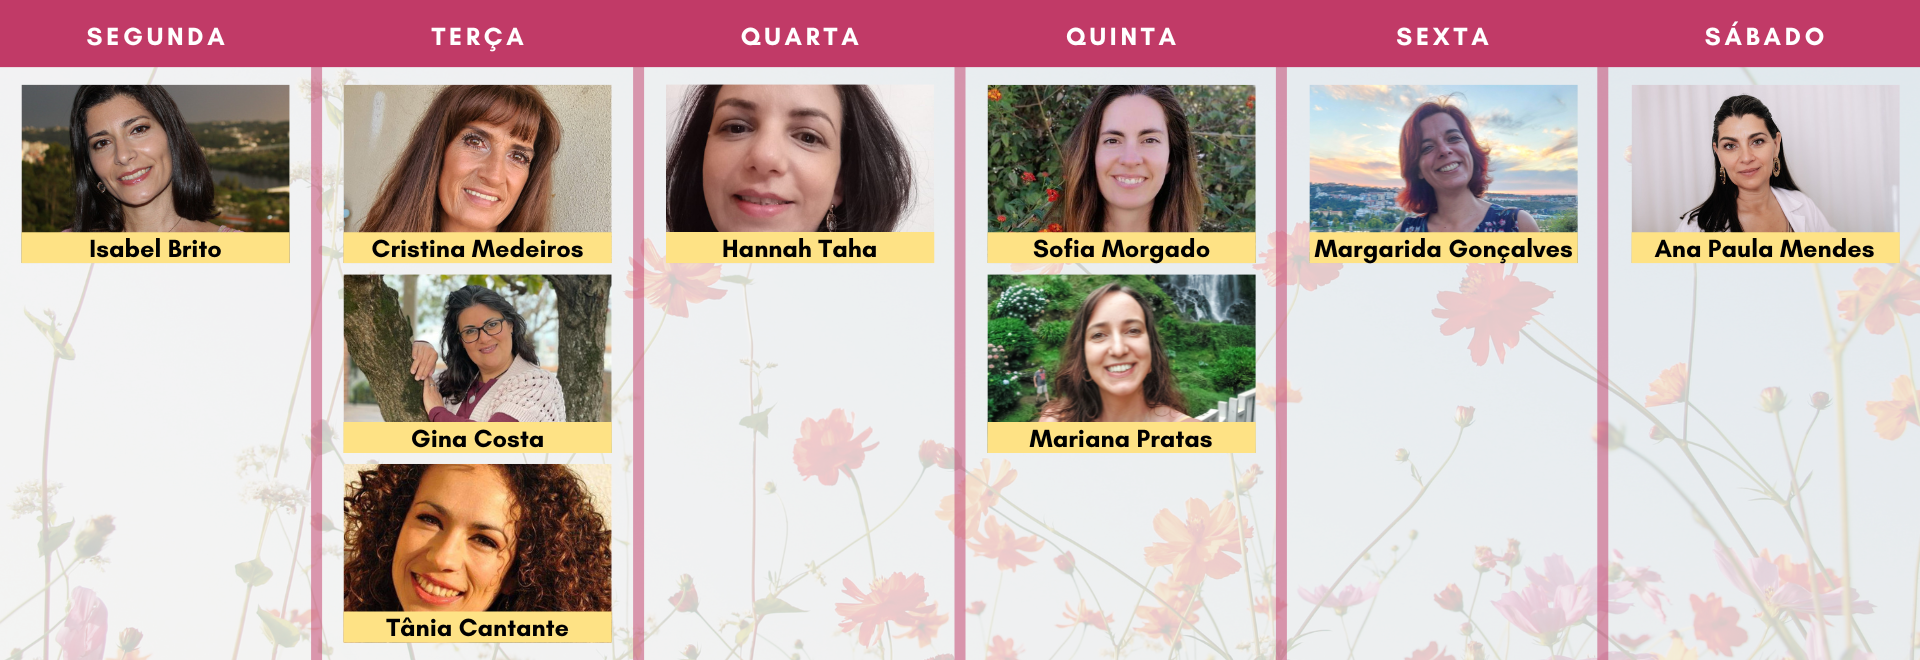 SEGUNDA
TERÇA
QUARTA
QUINTA
SEXTA
SÁBADO
Isabel Brito
Cristina Medeiros
Hannah Taha
Sofia Morgado
Margarida Gonçalves
Ana Paula Mendes
Gina Costa
Mariana Pratas
Tânia Cantante